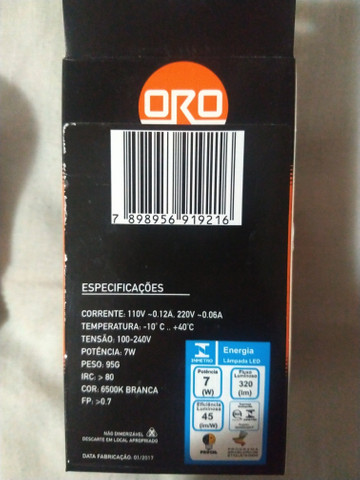 ORO
7 898956 919216
ESPECIFICAÇÕES
CORRENTE: 110V ~0.12A. 220V ~0.06A
TEMPERATURA: -10°C .. +40°C
TENSÃO: 100-240V
POTÊNCIA: 7W
PESO: 95G
IRC: > 80
COR: 6500K BRANCA
FP: >0.7
NÃO DIMERIZÁVEL
DESCARTE EM LOCAL APROPRIADO
DATA FABRICAÇÃO: 01/2017
INMETRO
Energia
Lâmpada LED
Potência
7
(W)
Fluxo
Luminoso
320
(lm)
Eficiência
Luminosa
45
(lm/W)
PROCEL